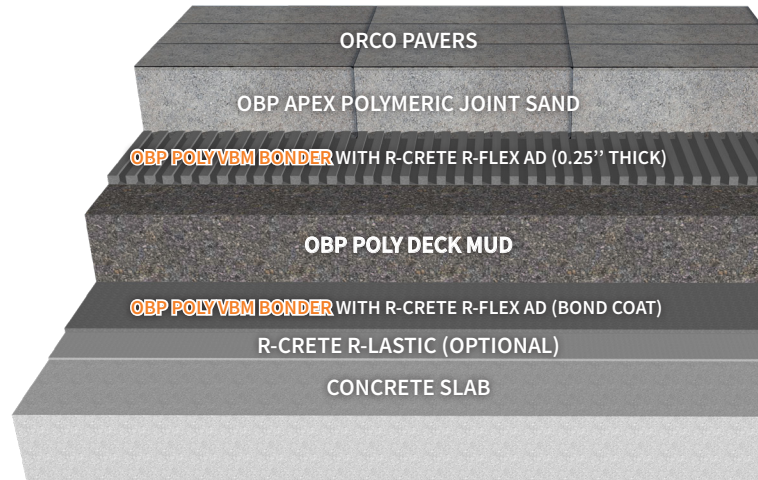 ORCO PAVERS
OBP APEX POLYMERIC JOINT SAND
OBP POLY VBM BONDER WITH R-CRETE R-FLEX AD (0.25’’ THICK)
OBP POLY DECK MUD
OBP POLY VBM BONDER WITH R-CRETE R-FLEX AD (BOND COAT)
R-CRETE R-LASTIC (OPTIONAL)
CONCRETE SLAB